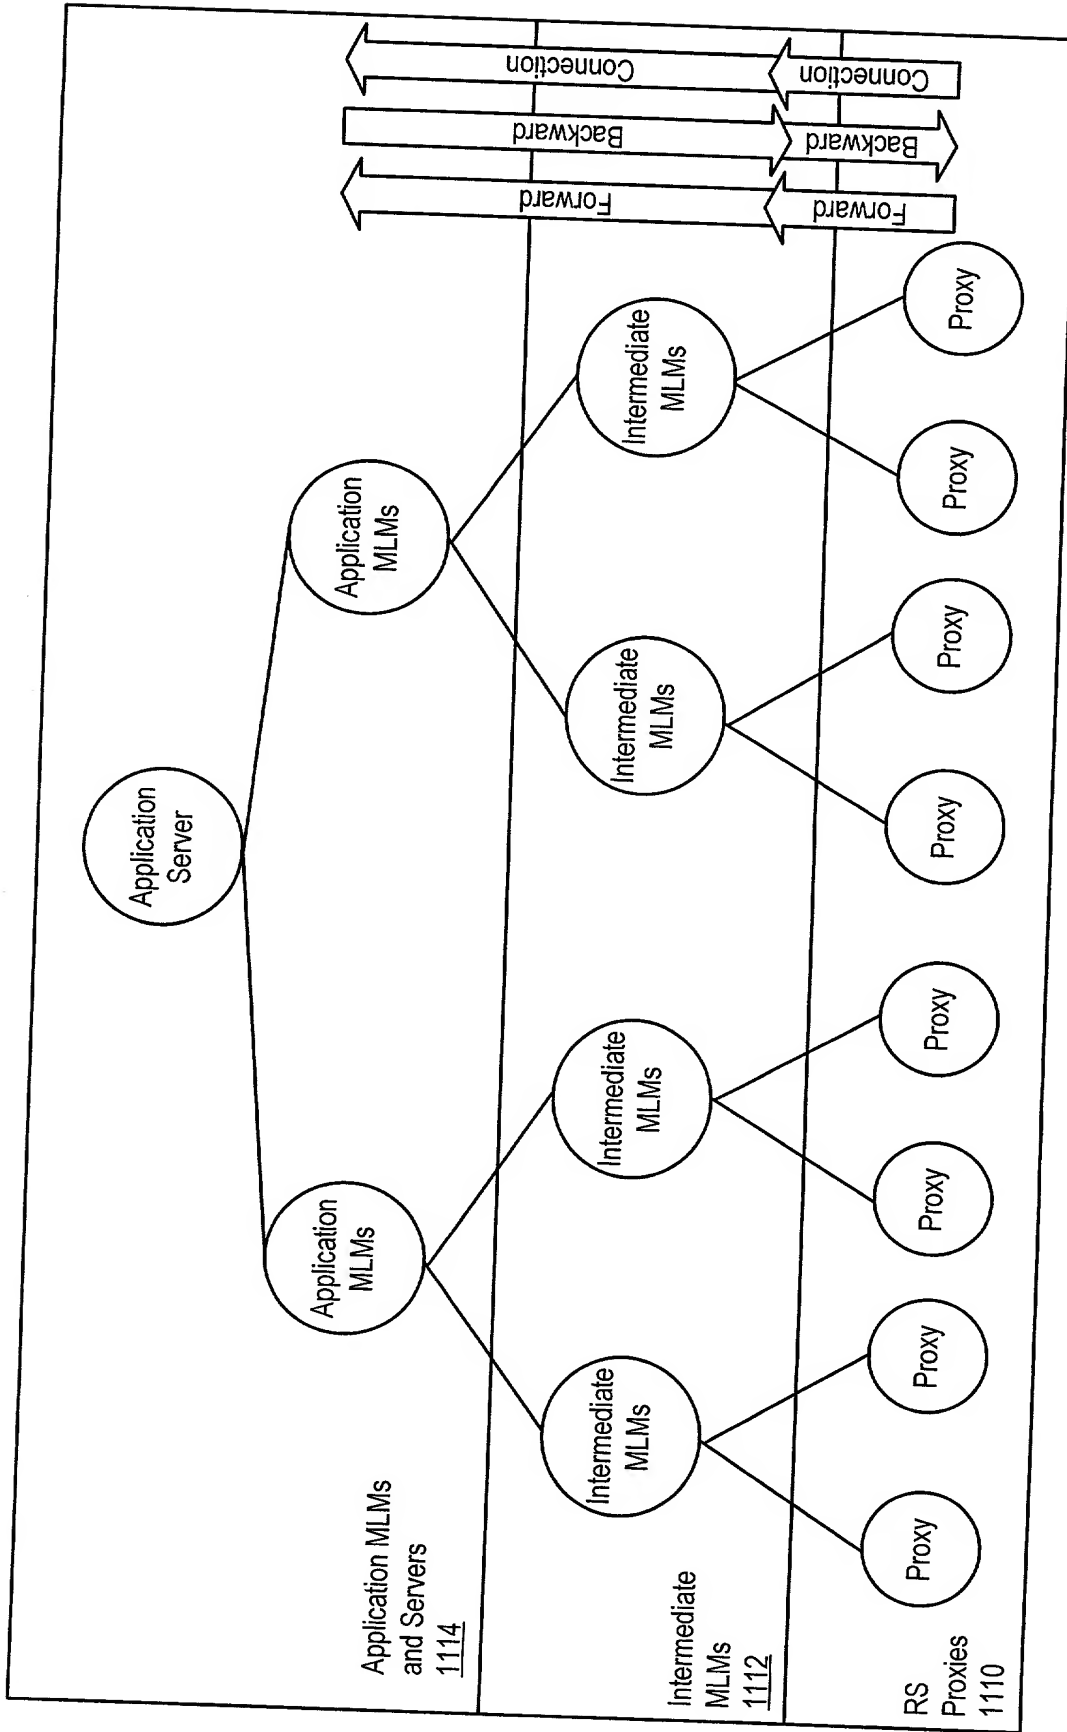 Application
Server
Application
MLMs
Application
MLMs
Application MLMs
and Servers
1114
Intermediate
MLMs
Intermediate
MLMs
Intermediate
MLMs
Intermediate
MLMs
Intermediate
MLMs
1112
Proxy
Proxy
Proxy
Proxy
Proxy
Proxy
Proxy
Proxy
RS
Proxies
1110
Forward
Backward
Connection
Forward
Backward
Connection